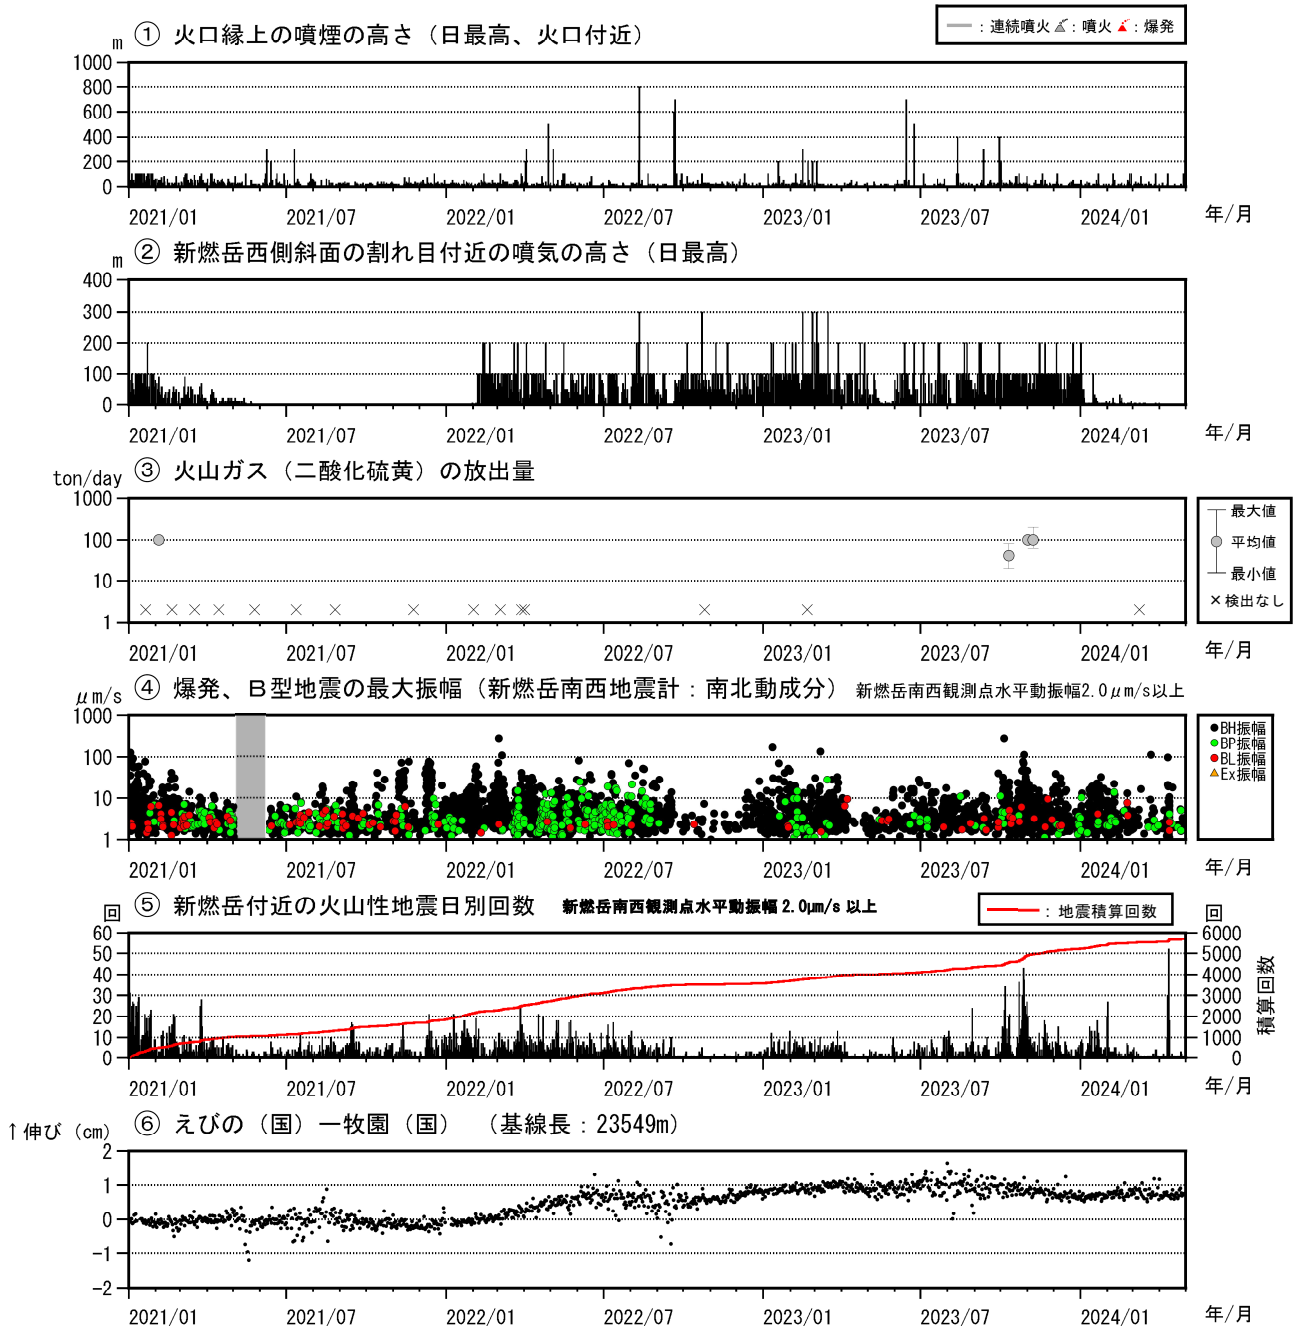 ━ : 連続噴火 : 噴火 : 爆発
① 火口縁上の噴煙の高さ（日最高、火口付近）
m
1000
800
600
400
200
0
2021/01 2021/07 2022/01 2022/07 2023/01 2023/07 2024/01 年/月
② 新燃岳西側斜面の割れ目付近の噴気の高さ（日最高）
m
400
300
200
100
0
2021/01 2021/07 2022/01 2022/07 2023/01 2023/07 2024/01 年/月
③ 火山ガス（二酸化硫黄）の放出量
ton/day
1000
100
10
1
最大値
平均値
最小値
×検出なし
2021/01 2021/07 2022/01 2022/07 2023/01 2023/07 2024/01 年/月
④ 爆発、Ｂ型地震の最大振幅（新燃岳南西地震計：南北動成分） 新燃岳南西観測点水平動振幅2.0μm/s以上
μm/s
1000
100
10
1
BH振幅
BP振幅
BL振幅
Ex振幅
2021/01 2021/07 2022/01 2022/07 2023/01 2023/07 2024/01 年/月
⑤ 新燃岳付近の火山性地震日別回数 新燃岳南西観測点水平動振幅 2.0μm/s 以上
: 地震積算回数
回 回
60 6000
50 5000
40 4000
30 3000
20 2000
10 1000
0 0
積算回数
2021/01 2021/07 2022/01 2022/07 2023/01 2023/07 2024/01 年/月
⑥ えびの（国）ー牧園（国） （基線長：23549m）
↑伸び（cm）
2
1
0
-1
-2
2021/01 2021/07 2022/01 2022/07 2023/01 2023/07 2024/01 年/月